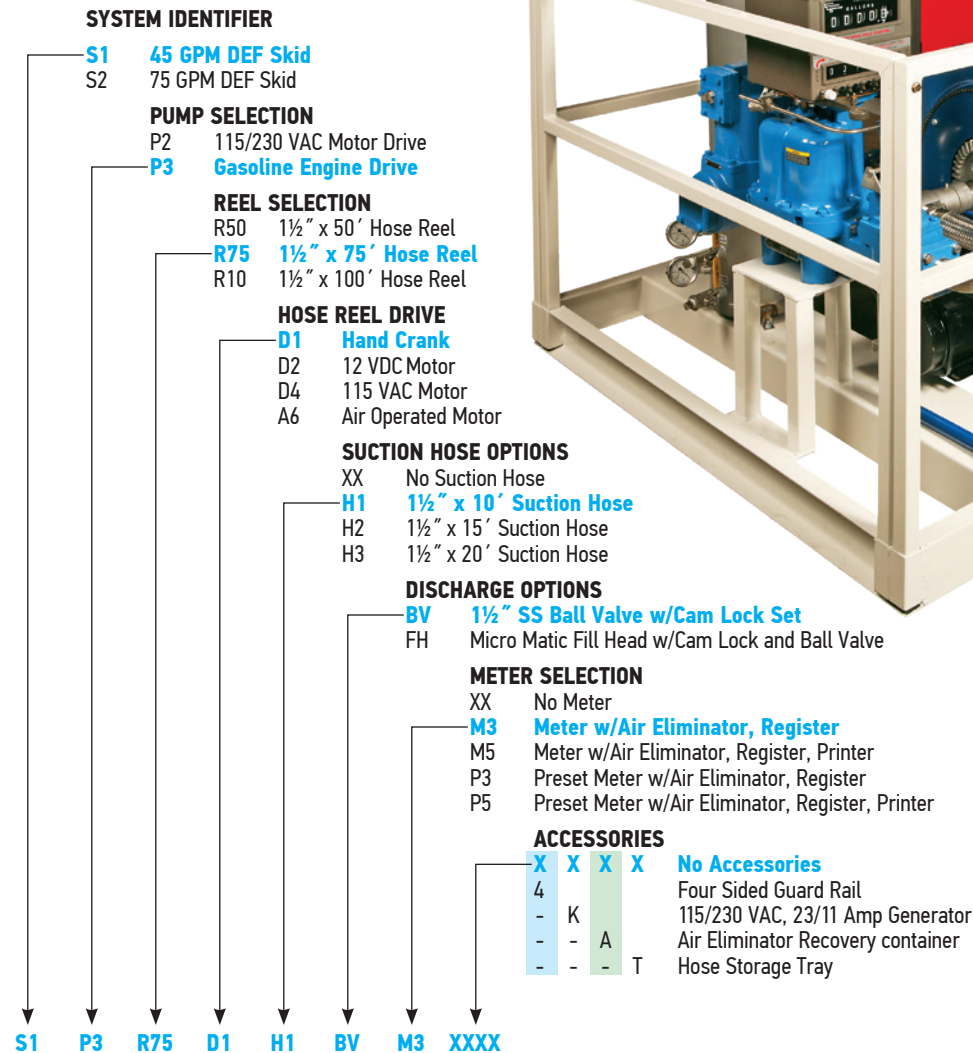 SYSTEM IDENTIFIER
S1 45 GPM DEF Skid
S2 75 GPM DEF Skid
PUMP SELECTION
P2 115/230 VAC Motor Drive
P3 Gasoline Engine Drive
REEL SELECTION
R50 1½˝ x 50´ Hose Reel
R75 1½˝ x 75´ Hose Reel
R10 1½˝ x 100´ Hose Reel
HOSE REEL DRIVE
D1 Hand Crank
D2 12 VDC Motor
D4 115 VAC Motor
A6 Air Operated Motor
SUCTION HOSE OPTIONS
XX No Suction Hose
H1 1½˝ x 10´ Suction Hose
H2 1½˝ x 15´ Suction Hose
H3 1½˝ x 20´ Suction Hose
DISCHARGE OPTIONS
BV 1½˝ SS Ball Valve w/Cam Lock Set
FH Micro Matic Fill Head w/Cam Lock and Ball Valve
METER SELECTION
XX No Meter
M3 Meter w/Air Eliminator, Register
M5 Meter w/Air Eliminator, Register, Printer
P3 Preset Meter w/Air Eliminator, Register
P5 Preset Meter w/Air Eliminator, Register, Printer
ACCESSORIES
X X X X No Accessories
4 Four Sided Guard Rail
- K 115/230 VAC, 23/11 Amp Generator
- - A Air Eliminator Recovery container
- - - T Hose Storage Tray
S1 P3 R75 D1 H1 BV M3 XXXX
GALLONS